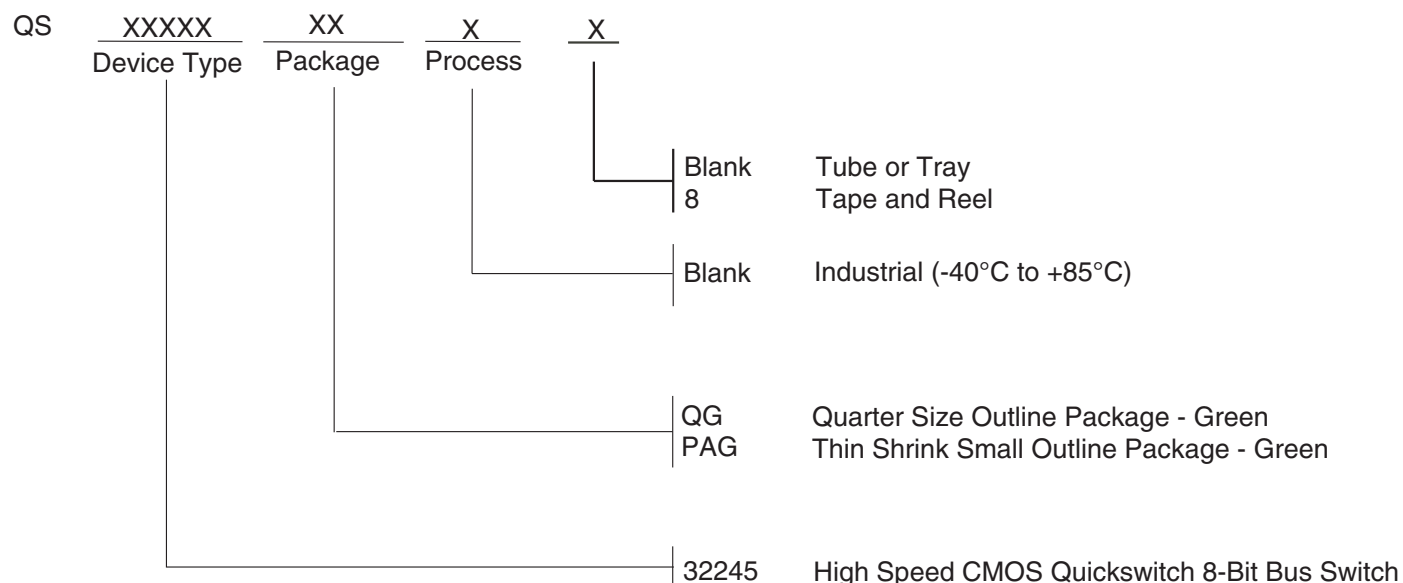 QS XXXXX XX X X
Device Type Package Process
Blank Tube or Tray
8 Tape and Reel
Blank Industrial (-40°C to +85°C)
QG Quarter Size Outline Package - Green
PAG Thin Shrink Small Outline Package - Green
32245 High Speed CMOS Quickswitch 8-Bit Bus Switch